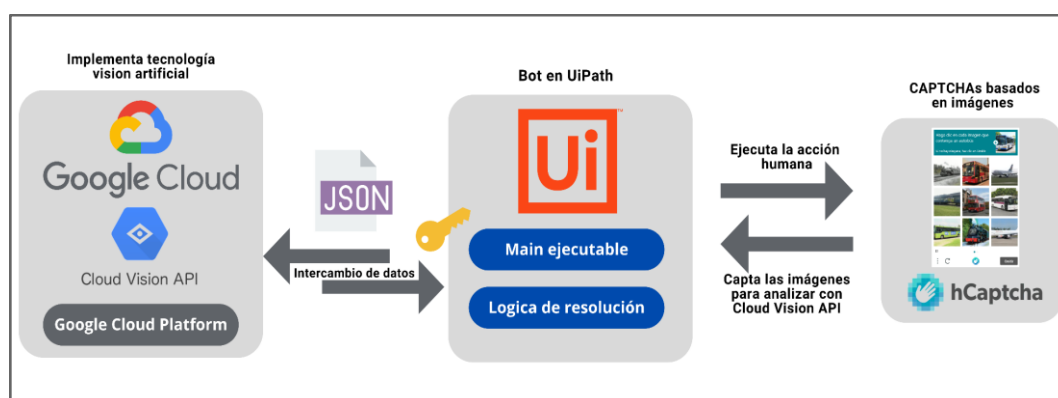 Implementa tecnología
vision artificial
Google Cloud
Cloud Vision API
Google Cloud Platform
JSON
Intercambio de datos
Bot en UiPath
Ui
TM
Main ejecutable
Logica de resolución
Ejecuta la acción
humana
Capta las imágenes
para analizar con
Cloud Vision API
CAPTCHAs basados
en imágenes
hCaptcha